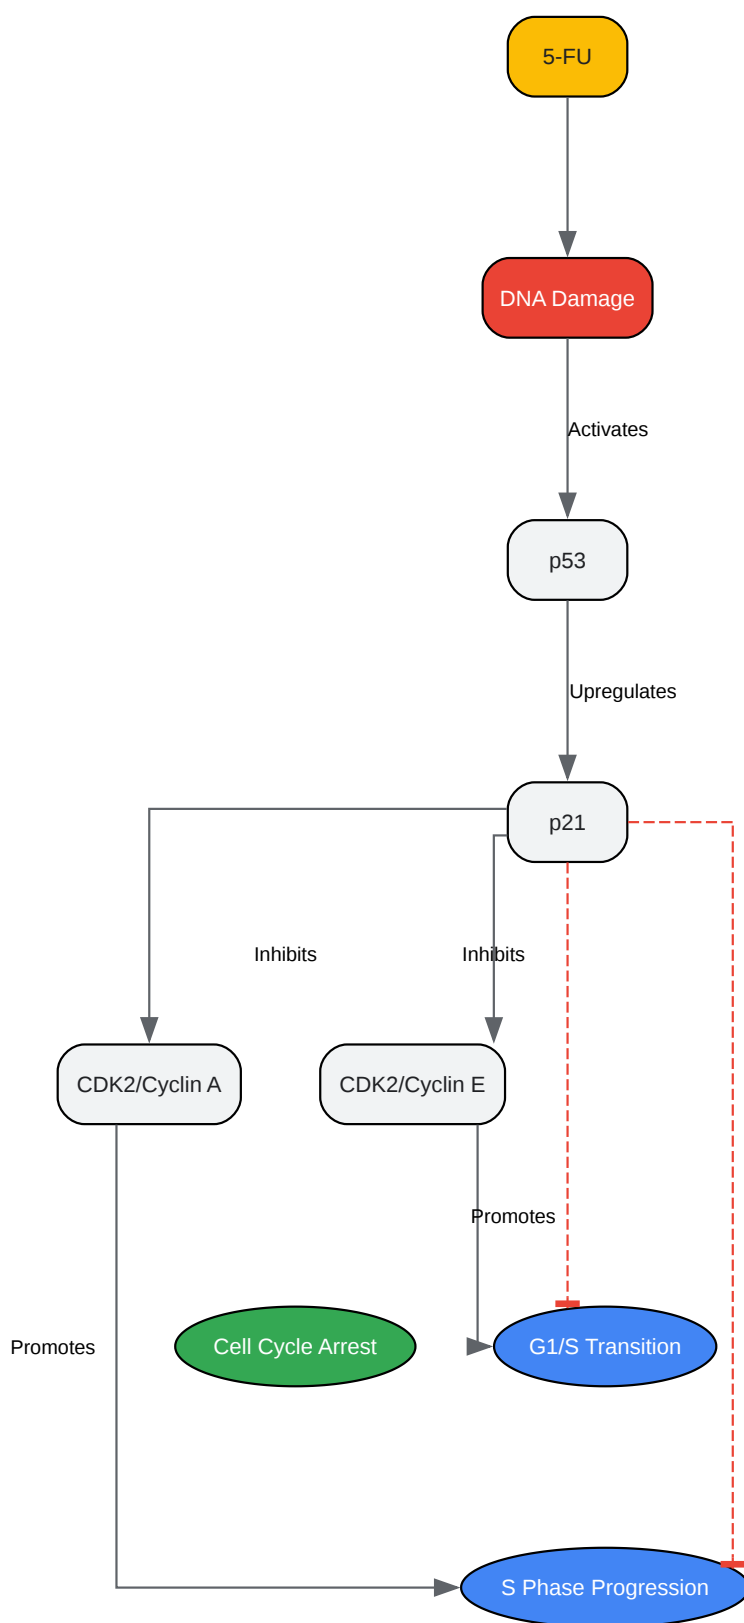 5-FU
DNA Damage
Activates
p53
Upregulates
p21
Inhibits
Inhibits
CDK2/Cyclin A
CDK2/Cyclin E
Promotes
Promotes
Cell Cycle Arrest
G1/S Transition
S Phase Progression